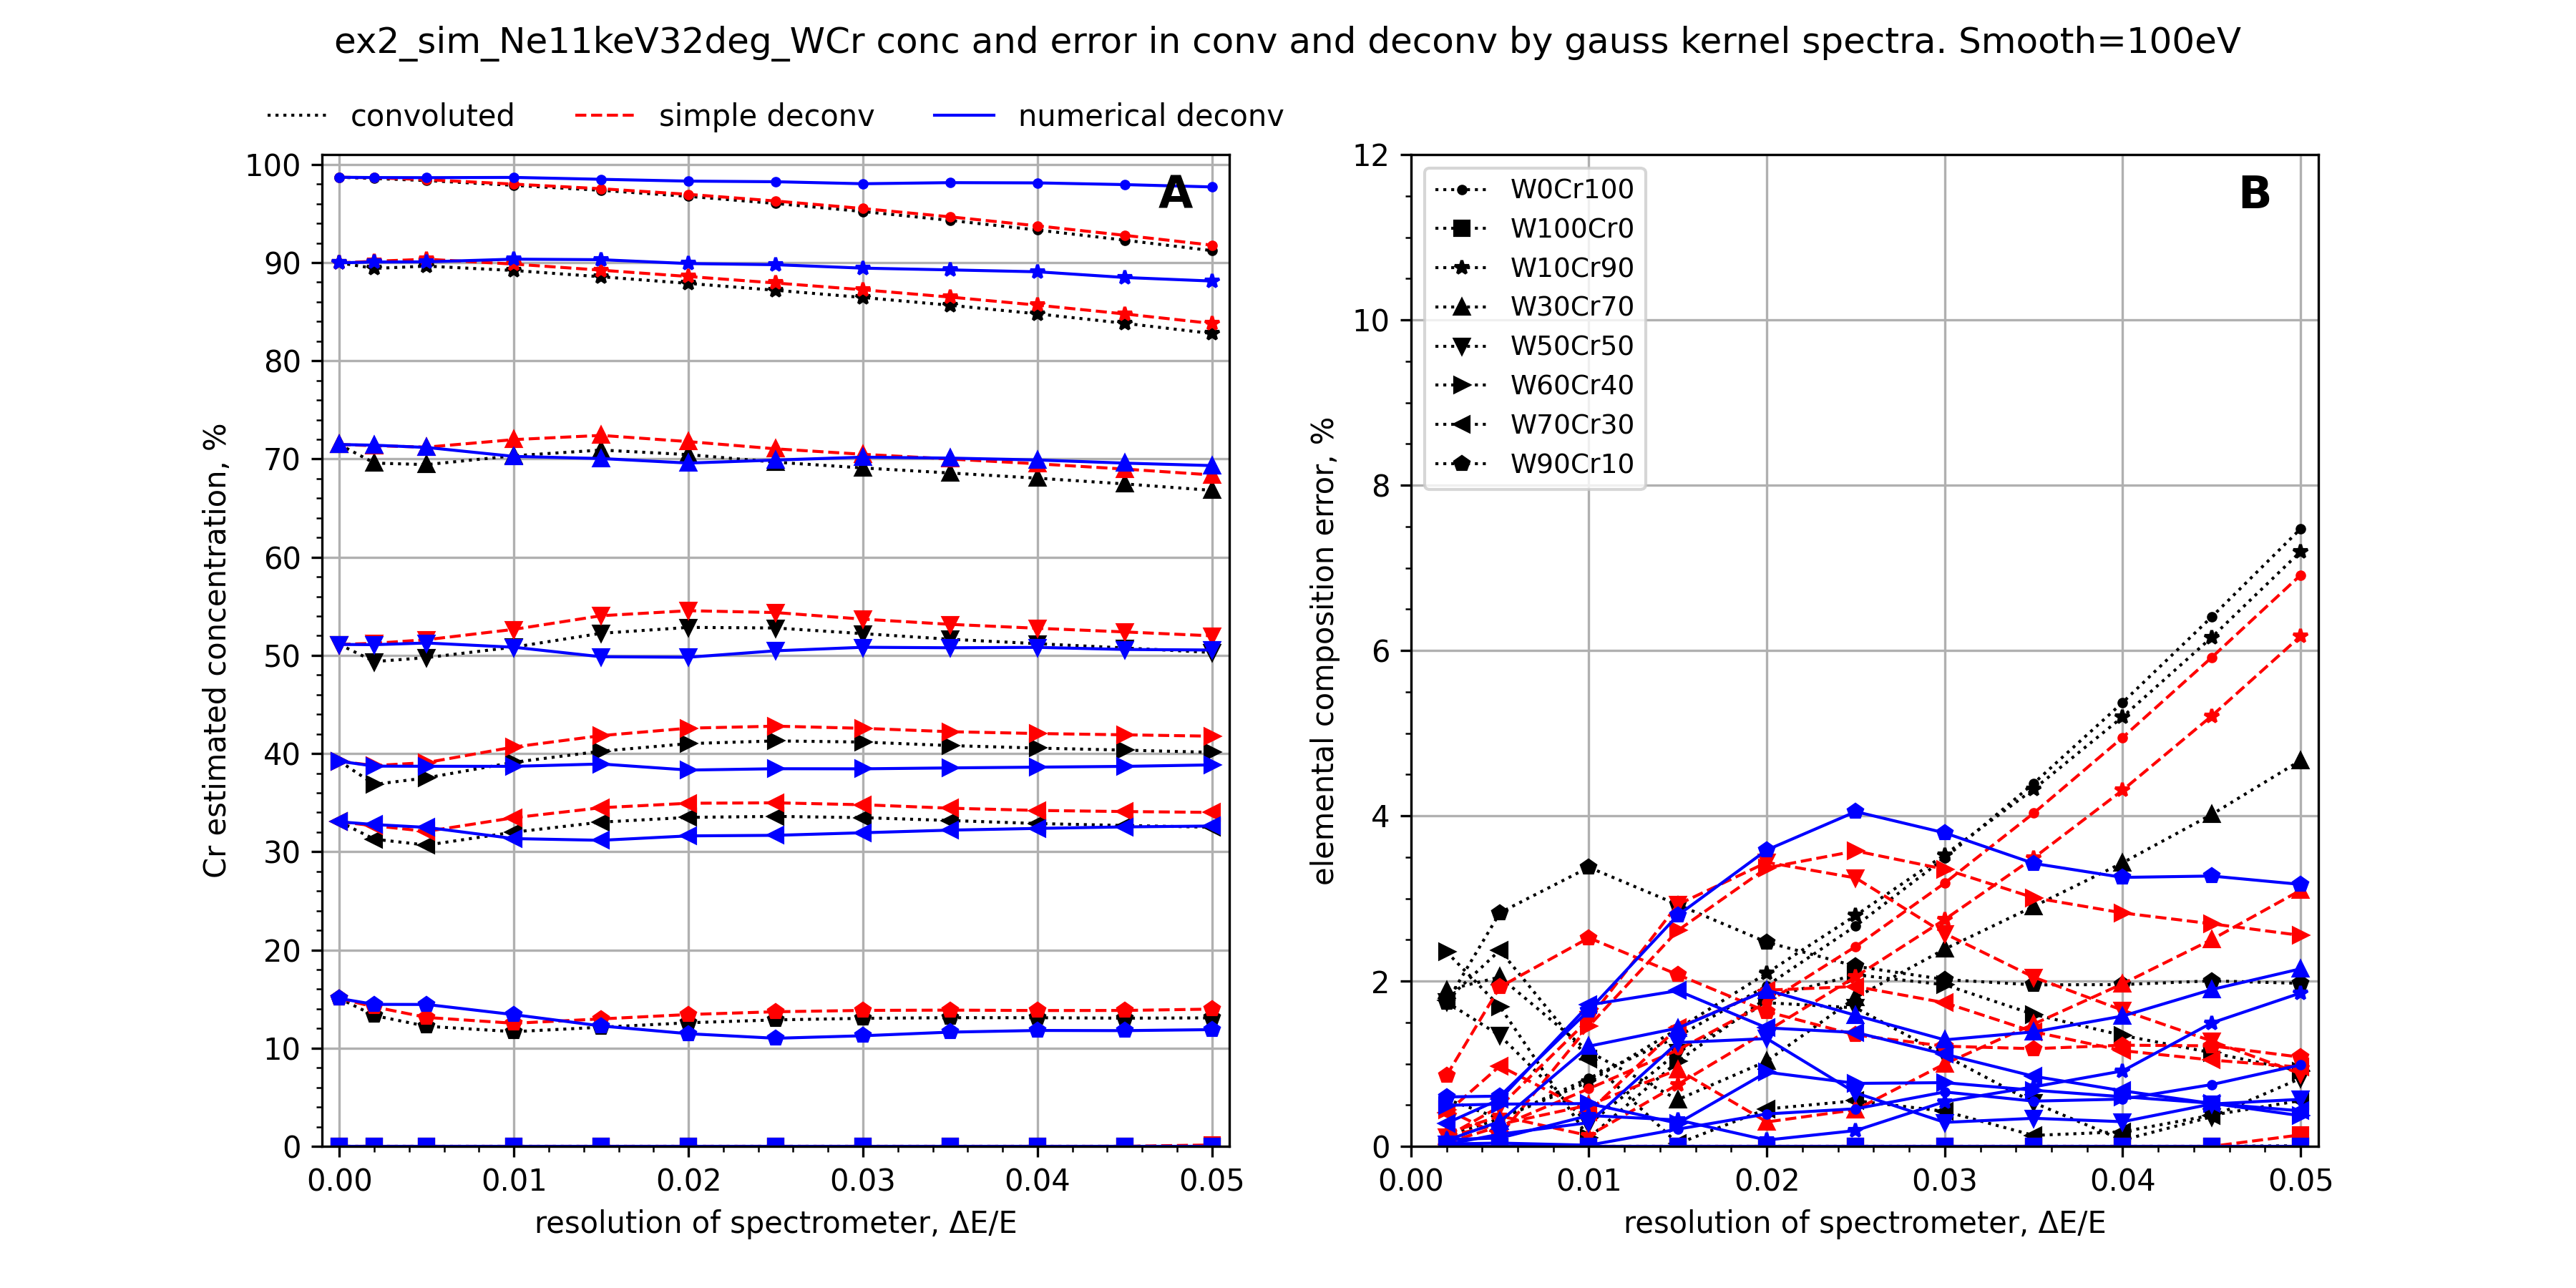 ex2_sim_Ne11keV32deg_WCr conc and error in conv and deconv by gauss kernel spectra. Smooth=100eV
convoluted simple deconv numerical deconv
A
100
90
80
70
60
50
40
30
20
10
0
Cr estimated concentration, %
0.00 0.01 0.02 0.03 0.04 0.05
resolution of spectrometer, ΔE/E
B
W0Cr100
W100Cr0
W10Cr90
W30Cr70
W50Cr50
W60Cr40
W70Cr30
W90Cr10
12
10
8
6
4
2
0
elemental composition error, %
0.00 0.01 0.02 0.03 0.04 0.05
resolution of spectrometer, ΔE/E